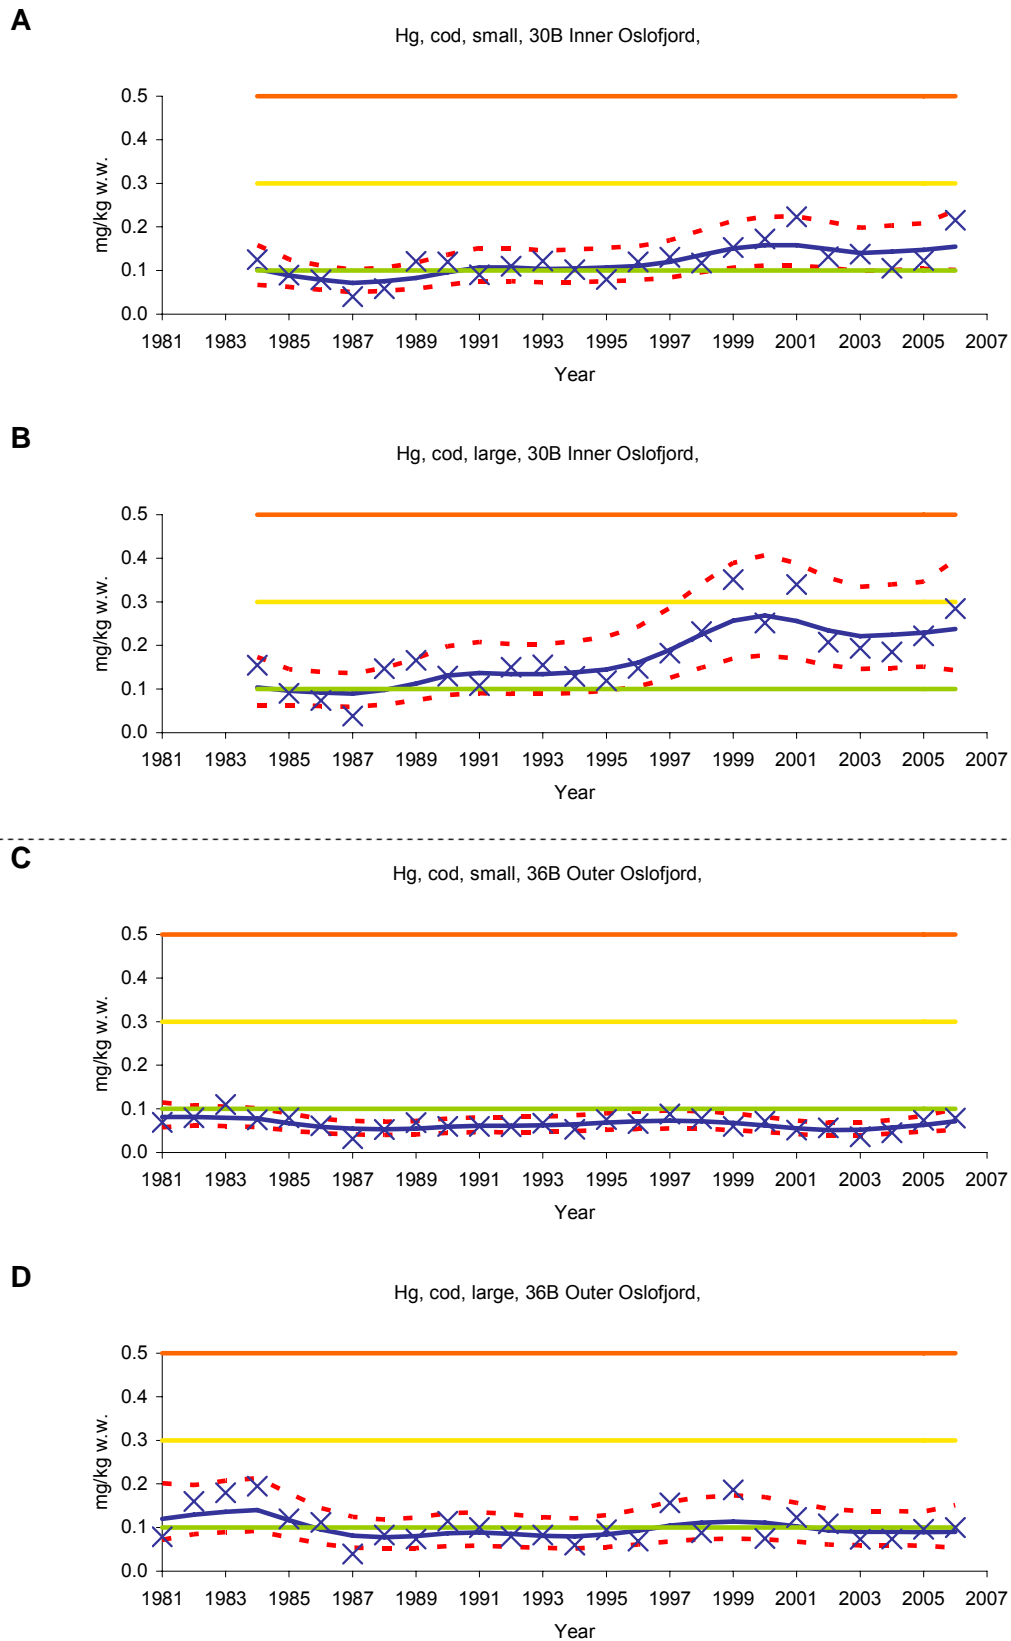 A
Hg, cod, small, 30B Inner Oslofjord,
mg/kg w.w.
0.5
0.4
0.3
0.2
0.1
0.0
1981 1983 1985 1987 1989 1991 1993 1995 1997 1999 2001 2003 2005 2007
Year
B
Hg, cod, large, 30B Inner Oslofjord,
mg/kg w.w.
0.5
0.4
0.3
0.2
0.1
0.0
1981 1983 1985 1987 1989 1991 1993 1995 1997 1999 2001 2003 2005 2007
Year
C
Hg, cod, small, 36B Outer Oslofjord,
mg/kg w.w.
0.5
0.4
0.3
0.2
0.1
0.0
1981 1983 1985 1987 1989 1991 1993 1995 1997 1999 2001 2003 2005 2007
Year
D
Hg, cod, large, 36B Outer Oslofjord,
mg/kg w.w.
0.5
0.4
0.3
0.2
0.1
0.0
1981 1983 1985 1987 1989 1991 1993 1995 1997 1999 2001 2003 2005 2007
Year